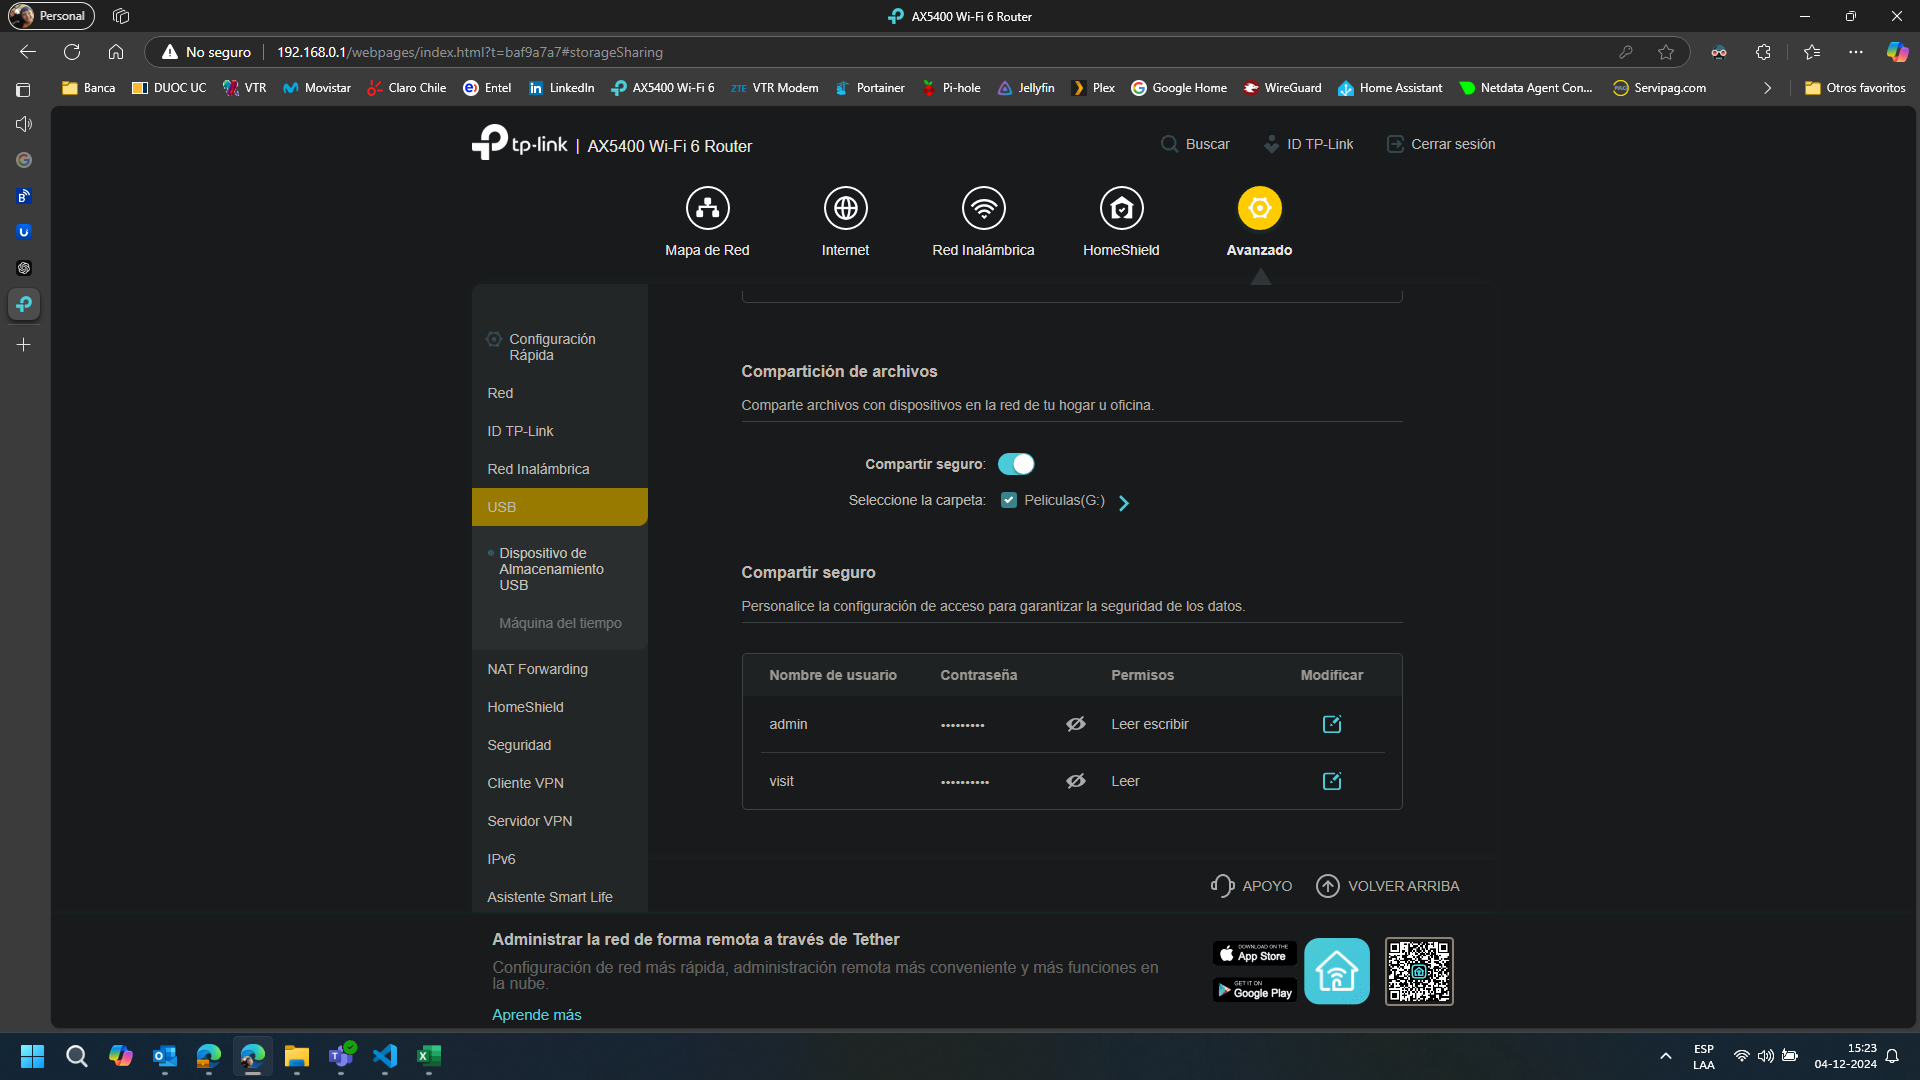 Personal
AX5400 Wi-Fi 6 Router
No seguro
192.168.0.1/webpages/index.html?t=baf9a7a7#storageSharing
Banca
DUOC UC
VTR
Movistar
Claro Chile
Entel
LinkedIn
AX5400 Wi-Fi 6
ZTE
VTR Modem
Portainer
Pi-hole
Jellyfin
Plex
Google Home
WireGuard
Home Assistant
Netdata Agent Con...
Servipag.com
Otros favoritos
tp-link | AX5400 Wi-Fi 6 Router
Buscar
ID TP-Link
Cerrar sesión
Mapa de Red
Internet
Red Inalámbrica
HomeShield
Avanzado
Configuración
Rápida
Red
ID TP-Link
Red Inalámbrica
USB
Dispositivo de
Almacenamiento
USB
Máquina del tiempo
NAT Forwarding
HomeShield
Seguridad
Cliente VPN
Servidor VPN
IPv6
Asistente Smart Life
Compartición de archivos
Comparte archivos con dispositivos en la red de tu hogar u oficina.
Compartir seguro:
Seleccione la carpeta:
Peliculas(G:)
Compartir seguro
Personalice la configuración de acceso para garantizar la seguridad de los datos.
Nombre de usuario
Contraseña
Permisos
Modificar
admin
•••••••••
Leer escribir
visit
••••••••••
Leer
APOYO
VOLVER ARRIBA
Administrar la red de forma remota a través de Tether
Configuración de red más rápida, administración remota más conveniente y más funciones en
la nube.
Aprende más
DOWNLOAD ON THE
App Store
GET IT ON
Google Play
ESP
LAA
15:23
04-12-2024